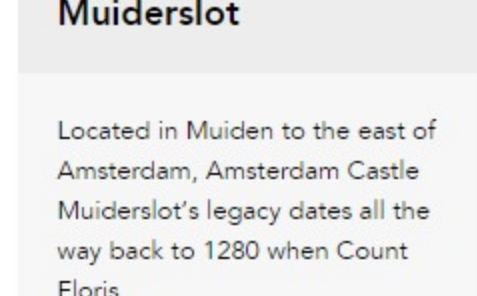 Muiderslot
Located in Muiden to the east of
Amsterdam, Amsterdam Castle
Muiderslot’s legacy dates all the
way back to 1280 when Count
Floris